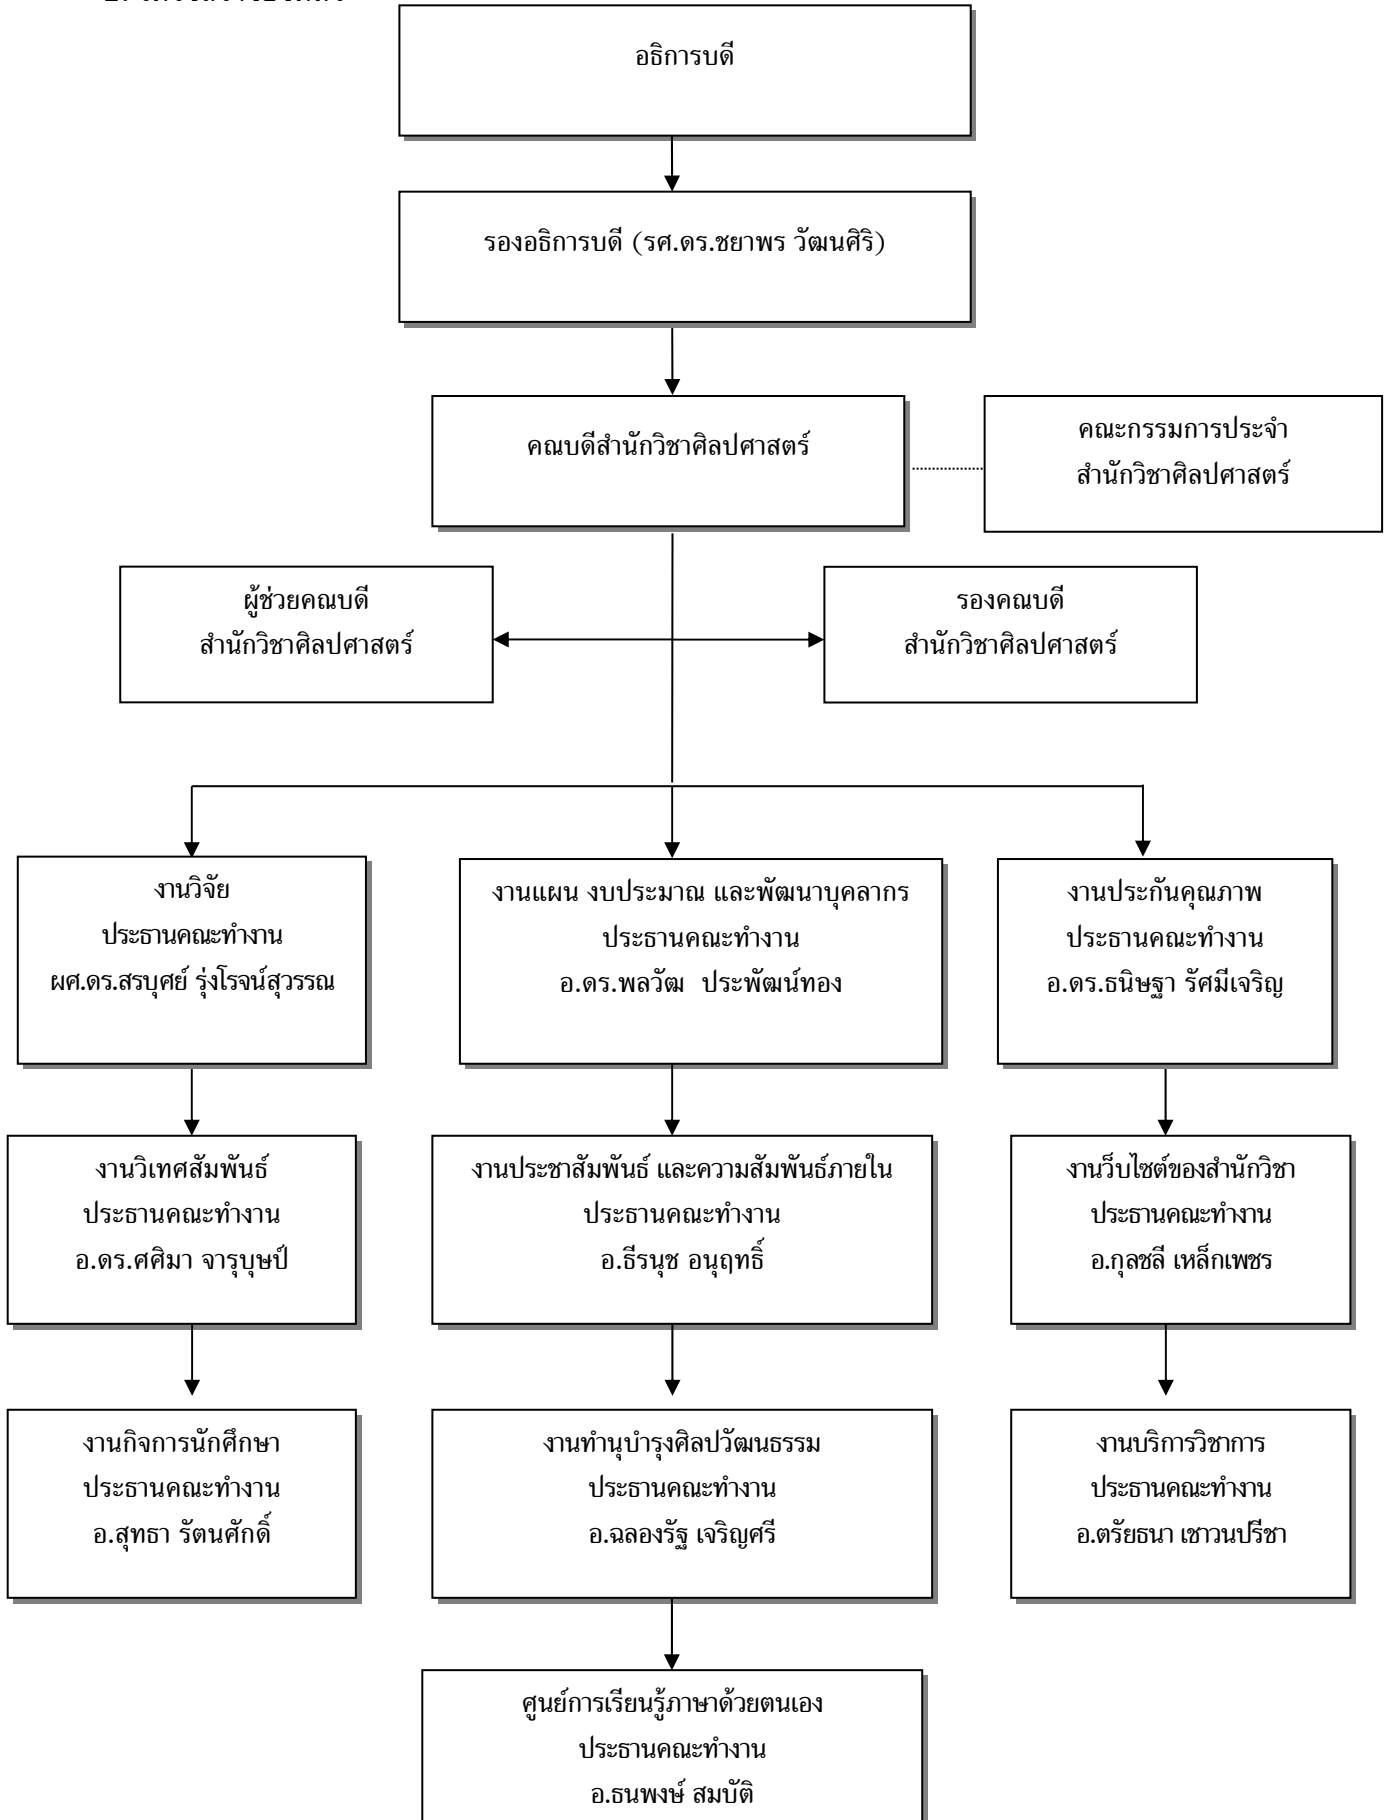 อธิการบดี
รองอธิการบดี (รศ.ดร.ชยาพร วัฒนศิริ)
คณบดีสำนักวิชาศิลปศาสตร์
คณะกรรมการประจำ
สำนักวิชาศิลปศาสตร์
ผู้ช่วยคณบดี
สำนักวิชาศิลปศาสตร์
รองคณบดี
สำนักวิชาศิลปศาสตร์
งานวิจัย
ประธานคณะทำงาน
ผศ.ดร.สรบุศย์ รุ่งโรจน์สุวรรณ
งานแผน งบประมาณ และพัฒนาบุคลากร
ประธานคณะทำงาน
อ.ดร.พลวัฒ ประพัฒน์ทอง
งานประกันคุณภาพ
ประธานคณะทำงาน
อ.ดร.ธนิษฐา รัศมีเจริญ
งานวิเทศสัมพันธ์
ประธานคณะทำงาน
อ.ดร.ศศิมา จารุบุษป์
งานประชาสัมพันธ์ และความสัมพันธ์ภายใน
ประธานคณะทำงาน
อ.ธีรนุช อนุฤทธิ์
งานเว็บไซต์ของสำนักวิชา
ประธานคณะทำงาน
อ.กุลชลี เหล็กเพชร
งานกิจการนักศึกษา
ประธานคณะทำงาน
อ.สุทธา รัตนศักดิ์
งานทำนุบำรุงศิลปวัฒนธรรม
ประธานคณะทำงาน
อ.ฉลองรัฐ เจริญศรี
งานบริการวิชาการ
ประธานคณะทำงาน
อ.ตรัยธนา เชาวนปรีชา
ศูนย์การเรียนรู้ภาษาด้วยตนเอง
ประธานคณะทำงาน
อ.ธนพงษ์ สมบัติ